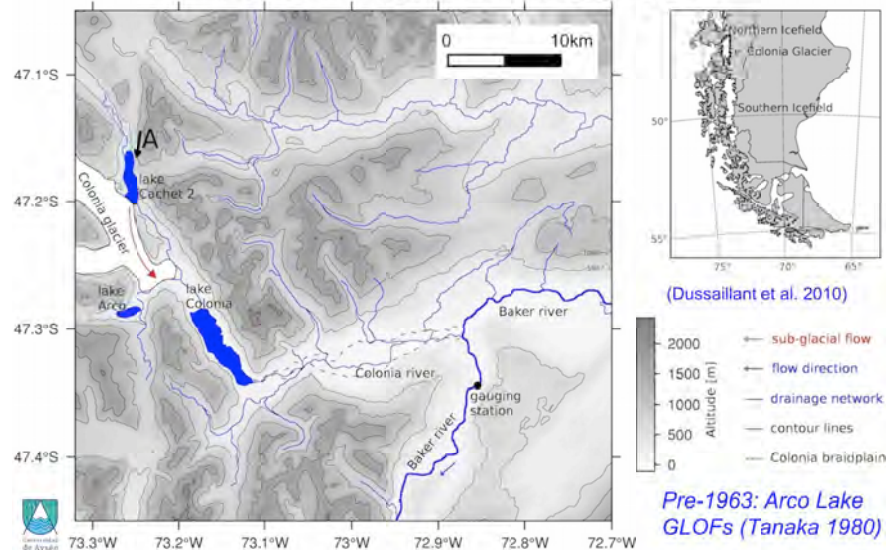 0 10km
47.1°S
47.2°S
47.3°S
47.4°S
A
lake
Cachet 2
Colonia glacier
lake
Arco
lake
Colonia
Baker river
Colonia river
gauging
station
Baker river
73.3°W 73.2°W 73.1°W 73°W 72.9°W 72.8°W 72.7°W
Northern Icefield
Colonia Glacier
Southern Icefield
50°
55°
75° 70° 65°
(Dussaillant et al. 2010)
2000
1500
1000
500
0
Altitude [m]
sub-glacial flow
flow direction
drainage network
contour lines
Colonia braidplain
Pre-1963: Arco Lake
GLOFs (Tanaka 1980)
Universidad
de Aysén